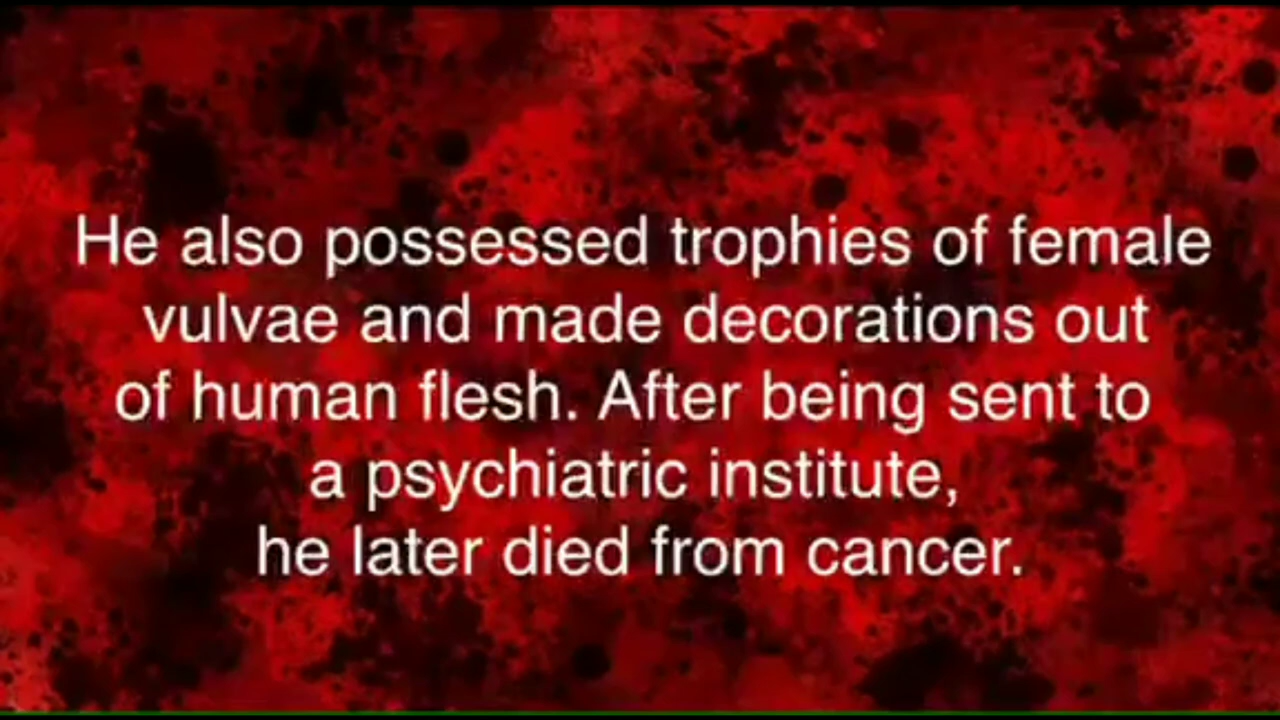 He also possessed trophies of female
vulvae and made decorations out
of human flesh. After being sent to
a psychiatric institute,
he later died from cancer.